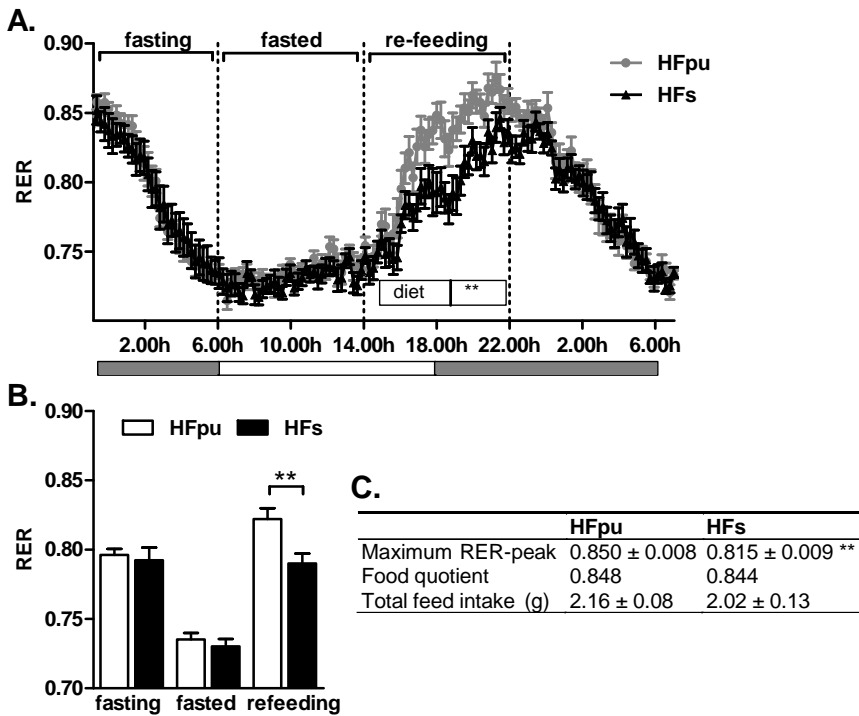 A.
fasting fasted re-feeding
HFpu
HFs
RER
0.90
0.85
0.80
0.75
diet **
2.00h 6.00h 10.00h 14.00h 18.00h 22.00h 2.00h 6.00h
B.
HFpu HFs
RER
0.90
0.85
0.80
0.75
0.70
**
fasting fasted refeeding
C.
HFpu HFs
Maximum RER-peak 0.850 ± 0.008 0.815 ± 0.009 **
Food quotient 0.848 0.844
Total feed intake (g) 2.16 ± 0.08 2.02 ± 0.13